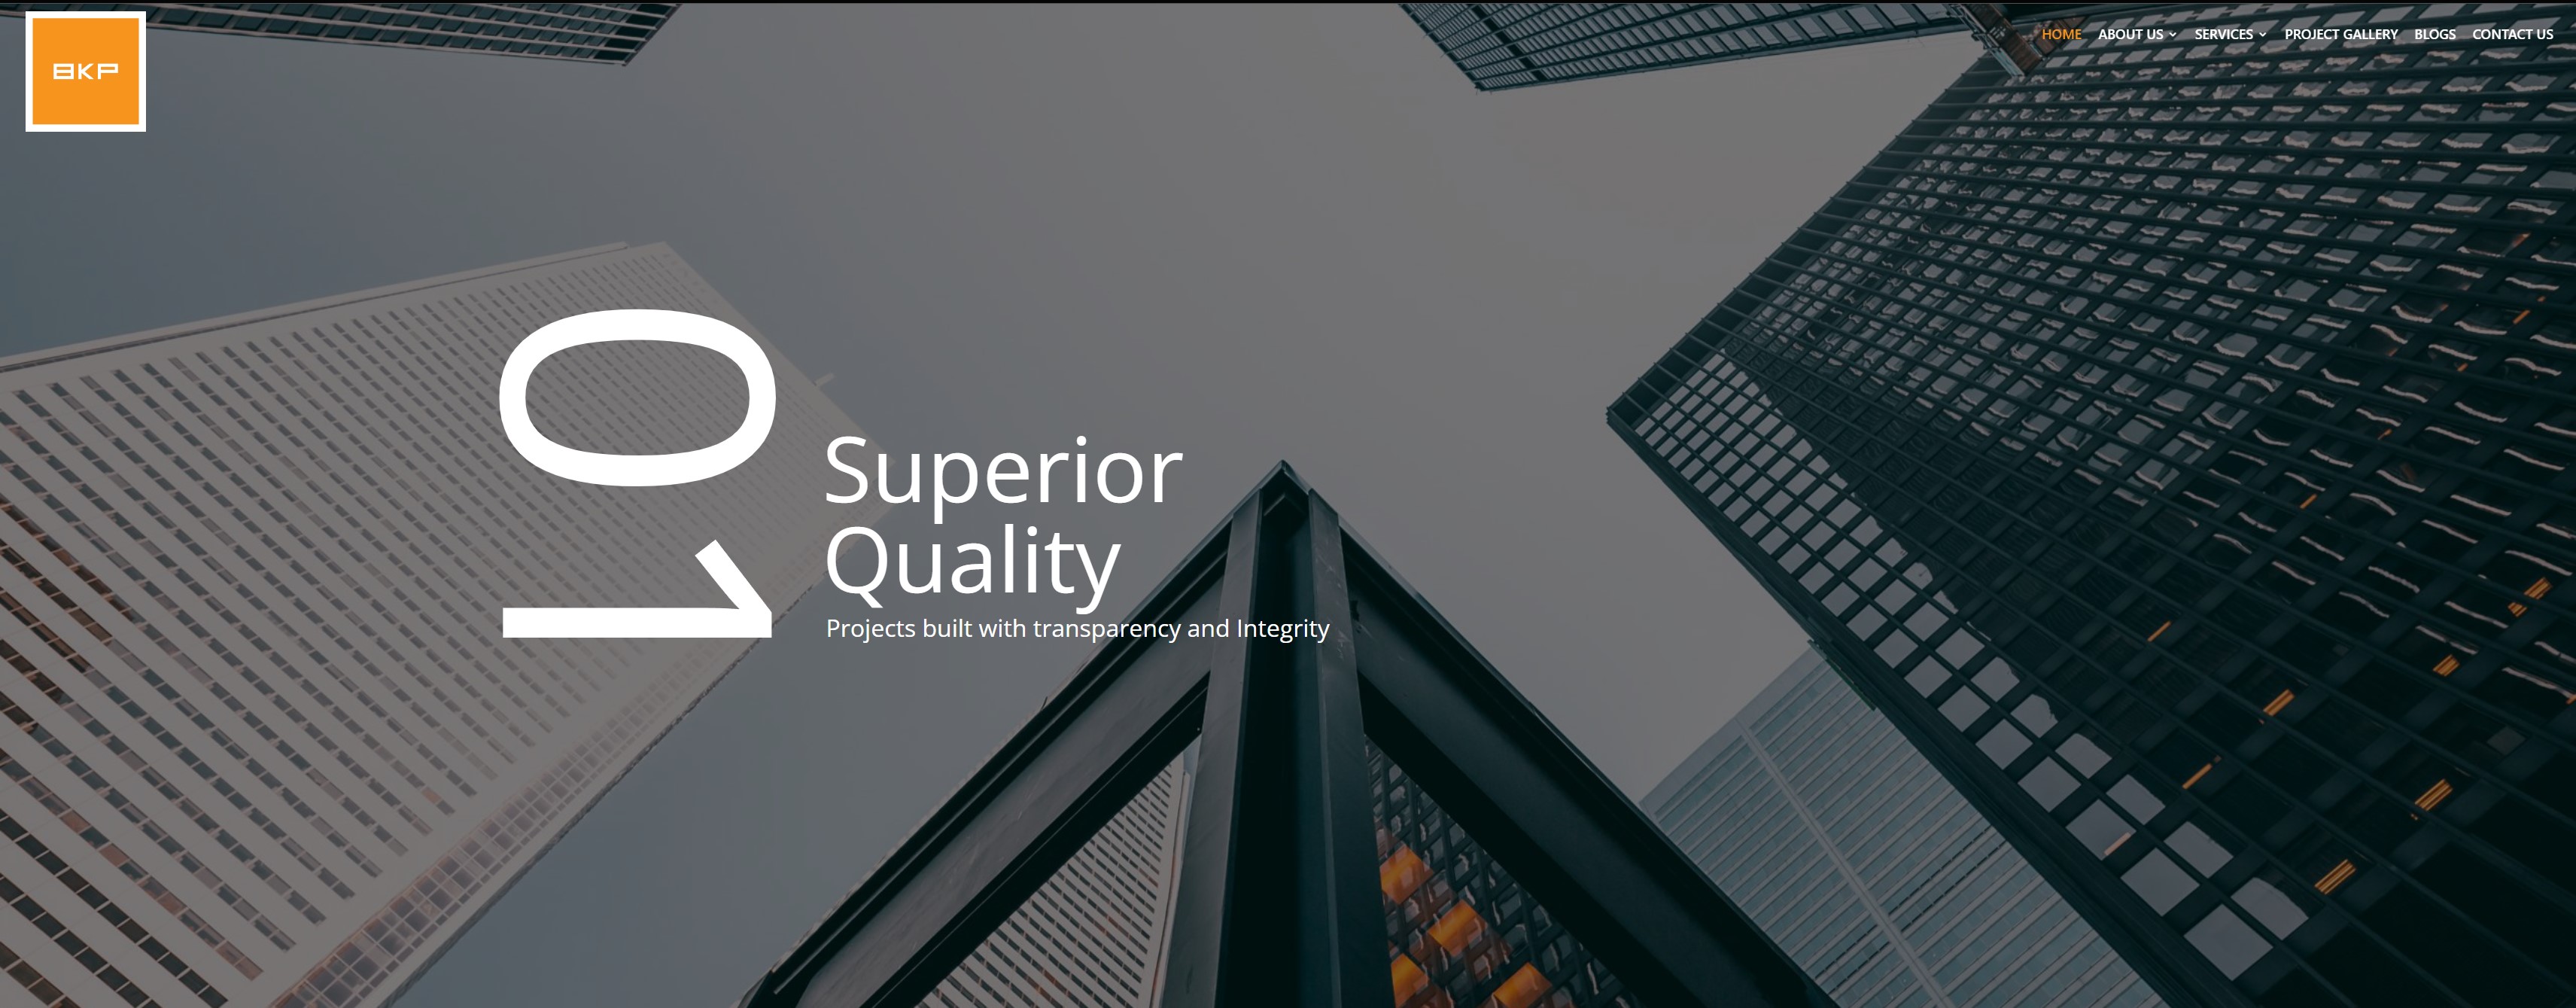 BKP
HOME ABOUT US SERVICES PROJECT GALLERY BLOGS CONTACT US
01
Superior
Quality
Projects built with transparency and Integrity